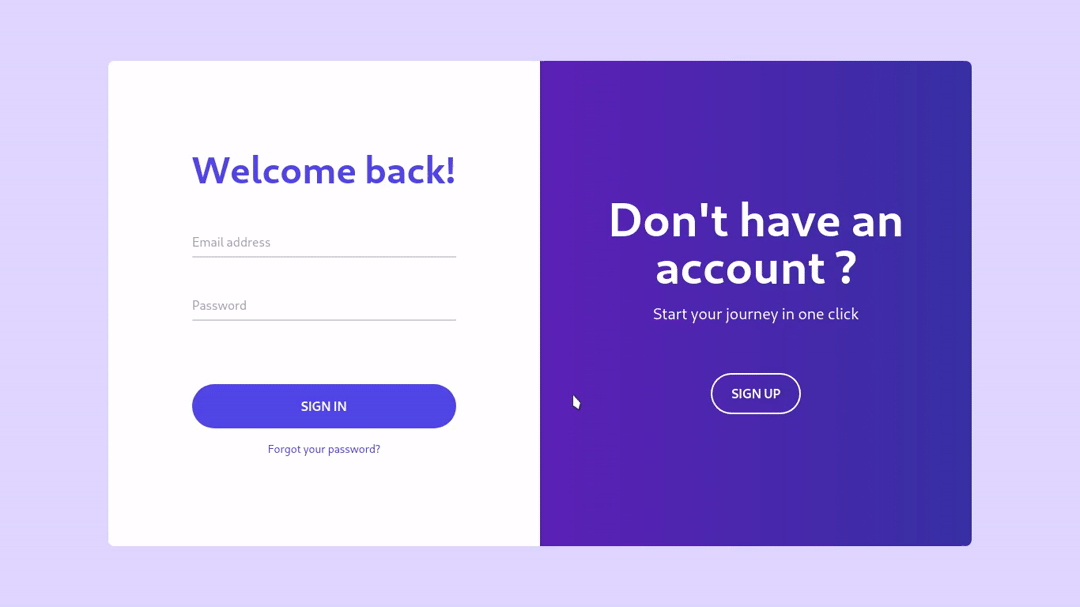 Welcome back!
Email address
Password
SIGN IN
Forgot your password?
Don't have an
account ?
Start your journey in one click
SIGN UP